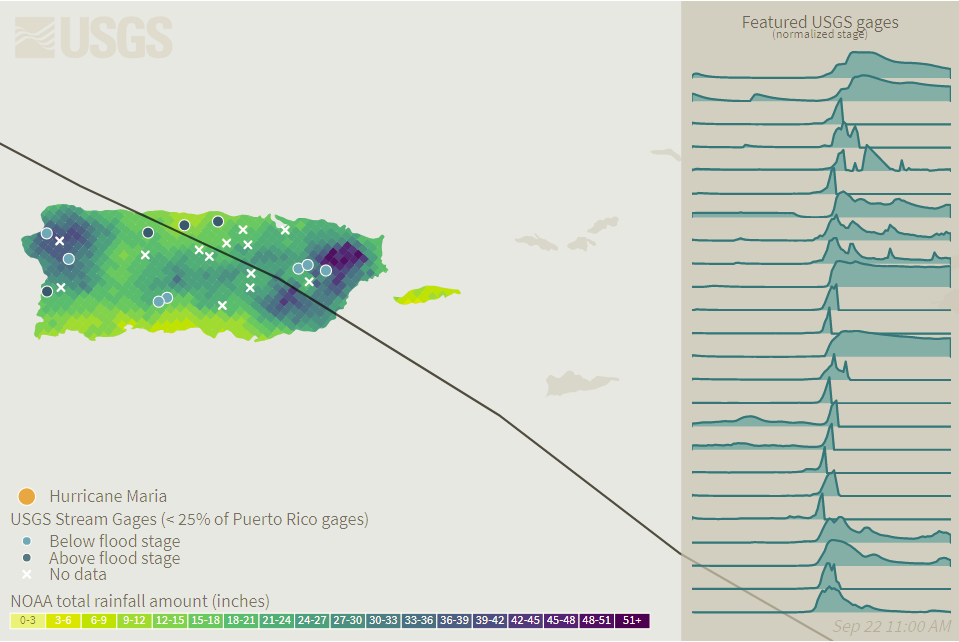 USGS
Featured USGS gages
(normalized stage)
Hurricane Maria
USGS Stream Gages (< 25% of Puerto Rico gages)
Below flood stage
Above flood stage
No data
NOAA total rainfall amount (inches)
0-3 3-6 6-9 9-12 12-15 15-18 18-21 21-24 24-27 27-30 30-33 33-36 36-39 39-42 42-45 45-48 48-51 51+
Sep 22 11:00 AM